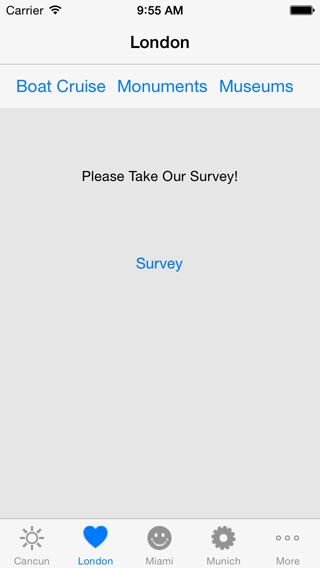 Carrier 9:55 AM
London
Boat Cruise Monuments Museums
Please Take Our Survey!
Survey
Cancun London Miami Munich More